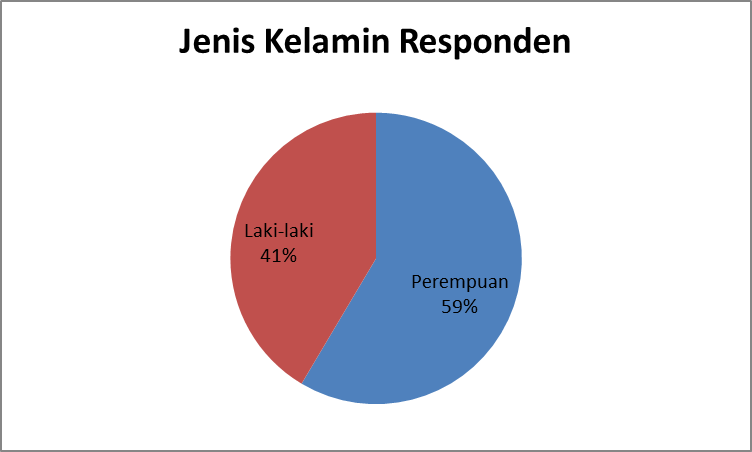 Jenis Kelamin Responden
Laki-laki
41%
Perempuan
59%